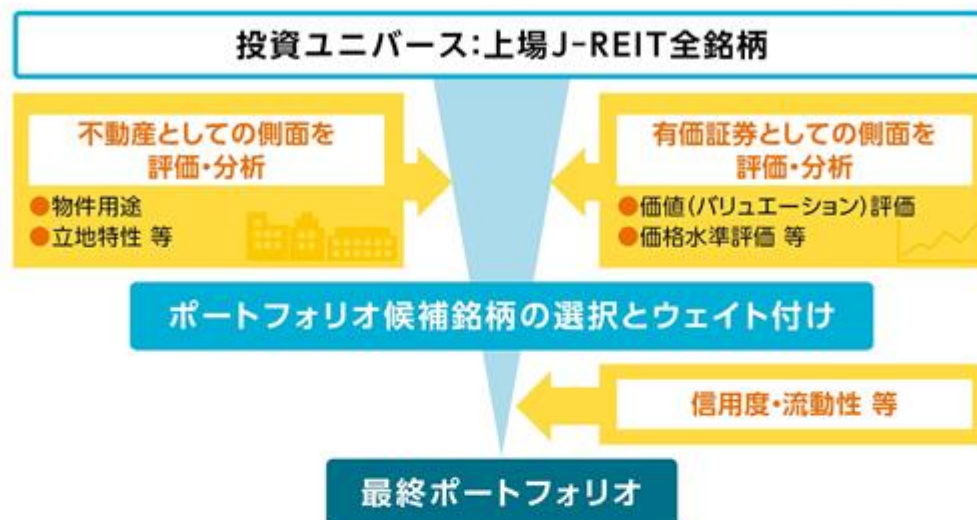 投資ユニバース:上場J-REIT全銘柄
不動産としての側面を
評価・分析
●物件用途
●立地特性 等
有価証券としての側面を
評価・分析
●価値(バリュエーション)評価
●価格水準評価 等
ポートフォリオ候補銘柄の選択とウェイト付け
信用度・流動性 等
最終ポートフォリオ